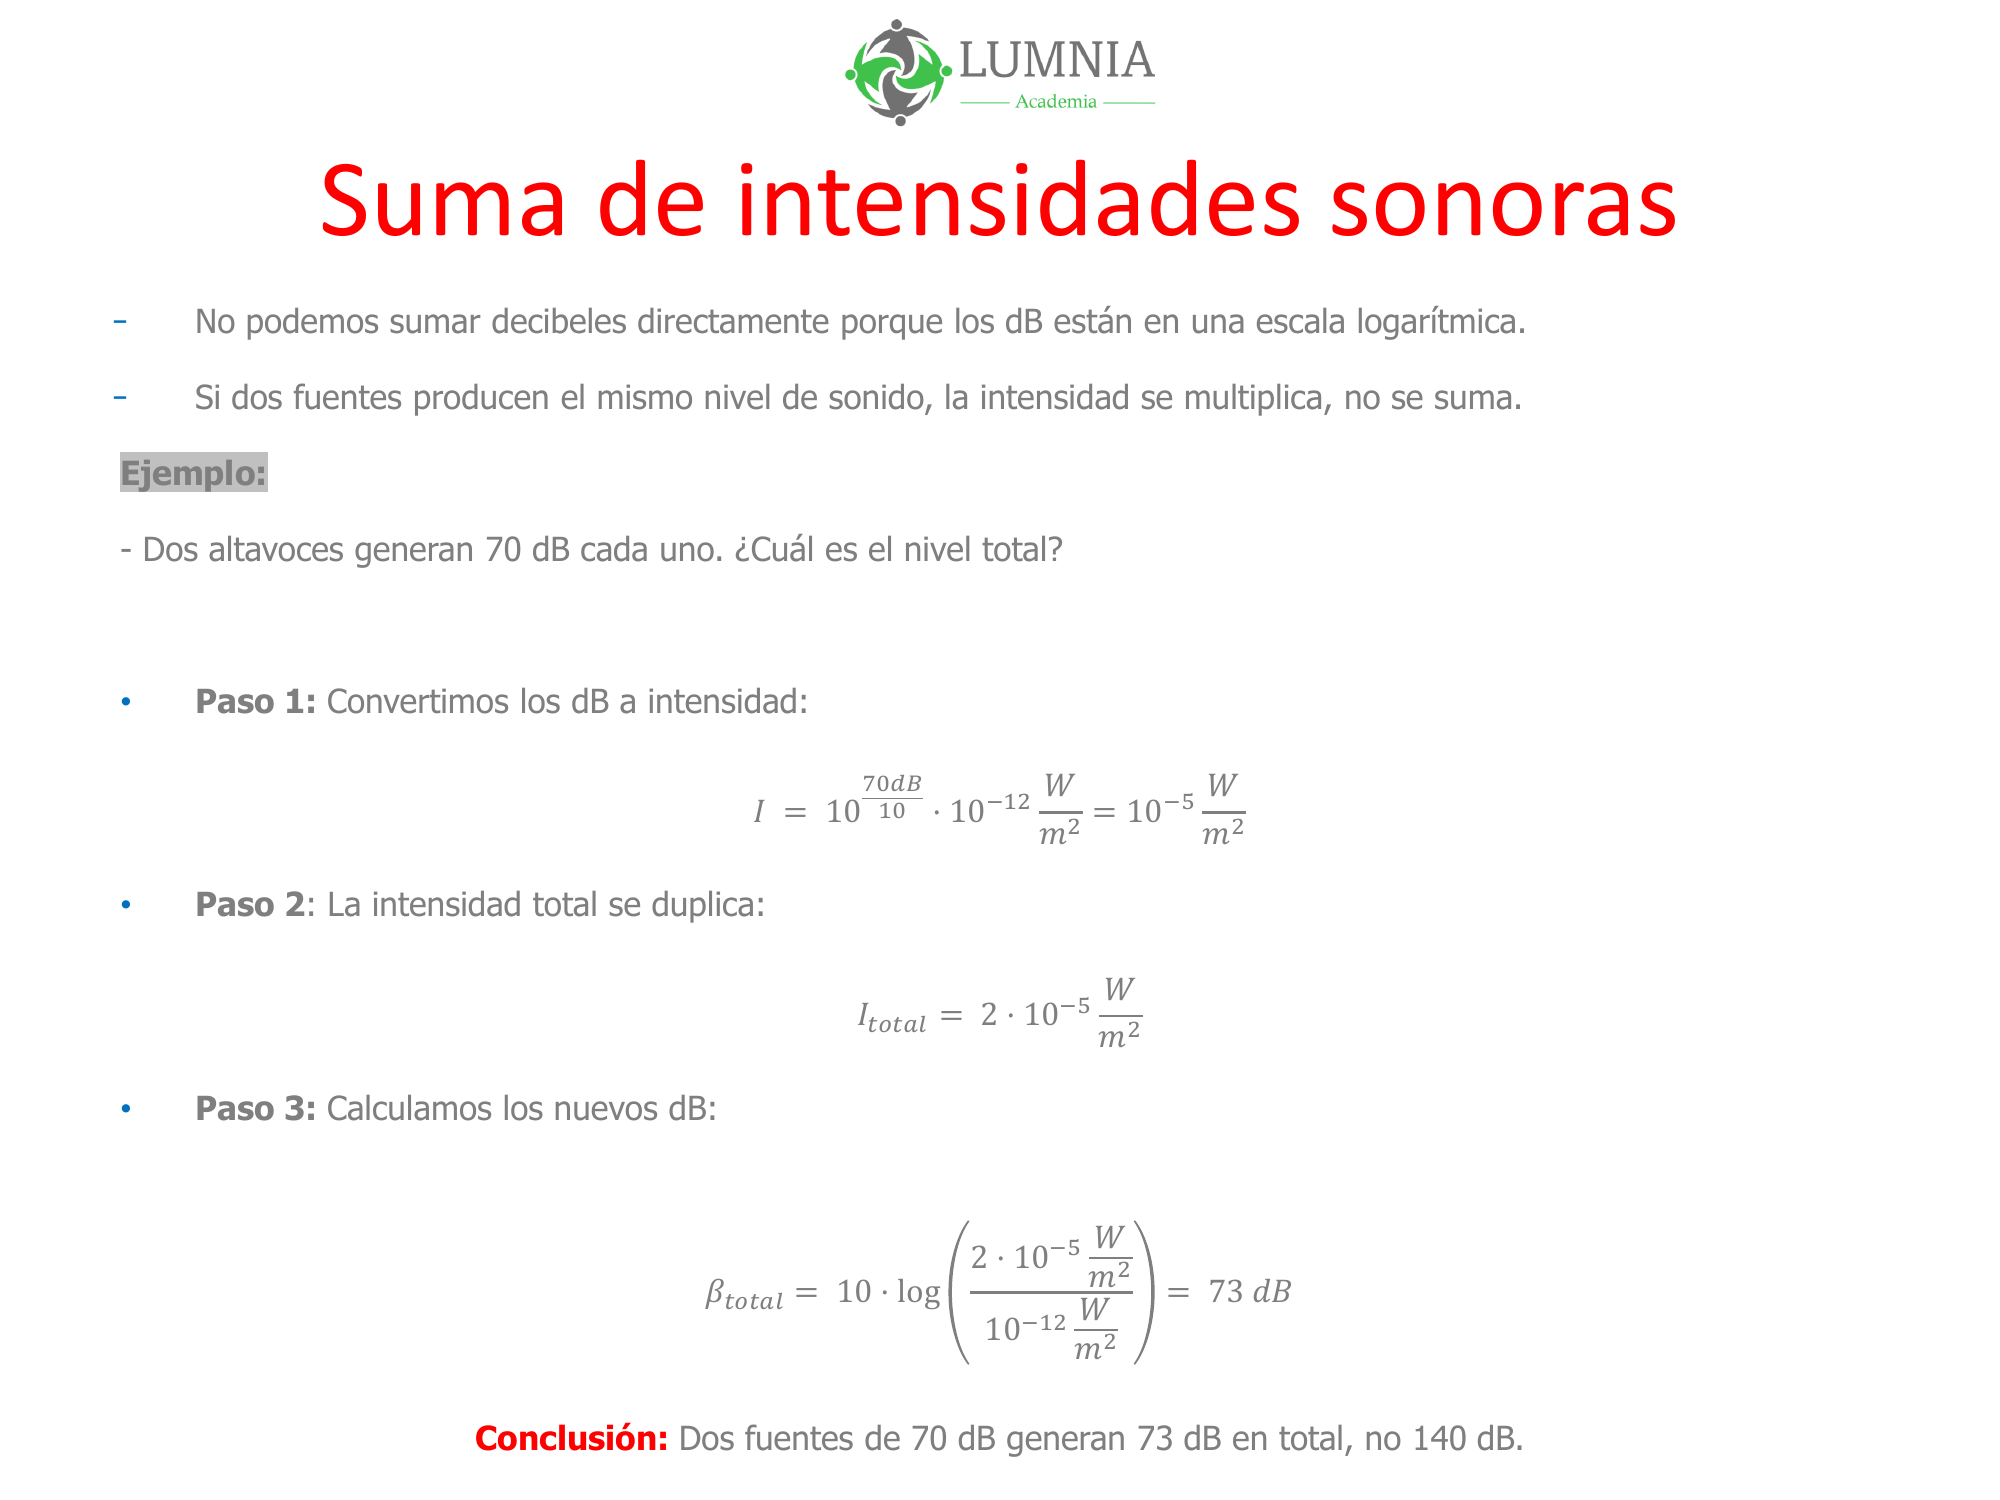 LUMNIA
Academia
Suma de intensidades sonoras
- No podemos sumar decibeles directamente porque los dB están en una escala logarítmica.
- Si dos fuentes producen el mismo nivel de sonido, la intensidad se multiplica, no se suma.
Ejemplo:
- Dos altavoces generan 70 dB cada uno. ¿Cuál es el nivel total?
• Paso 1: Convertimos los dB a intensidad:
$I = 10^{\frac{70dB}{10}} \cdot 10^{-12} \frac{W}{m^2} = 10^{-5} \frac{W}{m^2}$
• Paso 2: La intensidad total se duplica:
$I_{total} = 2 \cdot 10^{-5} \frac{W}{m^2}$
• Paso 3: Calculamos los nuevos dB:
$\beta_{total} = 10 \cdot \log \left( \frac{2 \cdot 10^{-5} \frac{W}{m^2}}{10^{-12} \frac{W}{m^2}} \right) = 73 \, dB$
Conclusión: Dos fuentes de 70 dB generan 73 dB en total, no 140 dB.